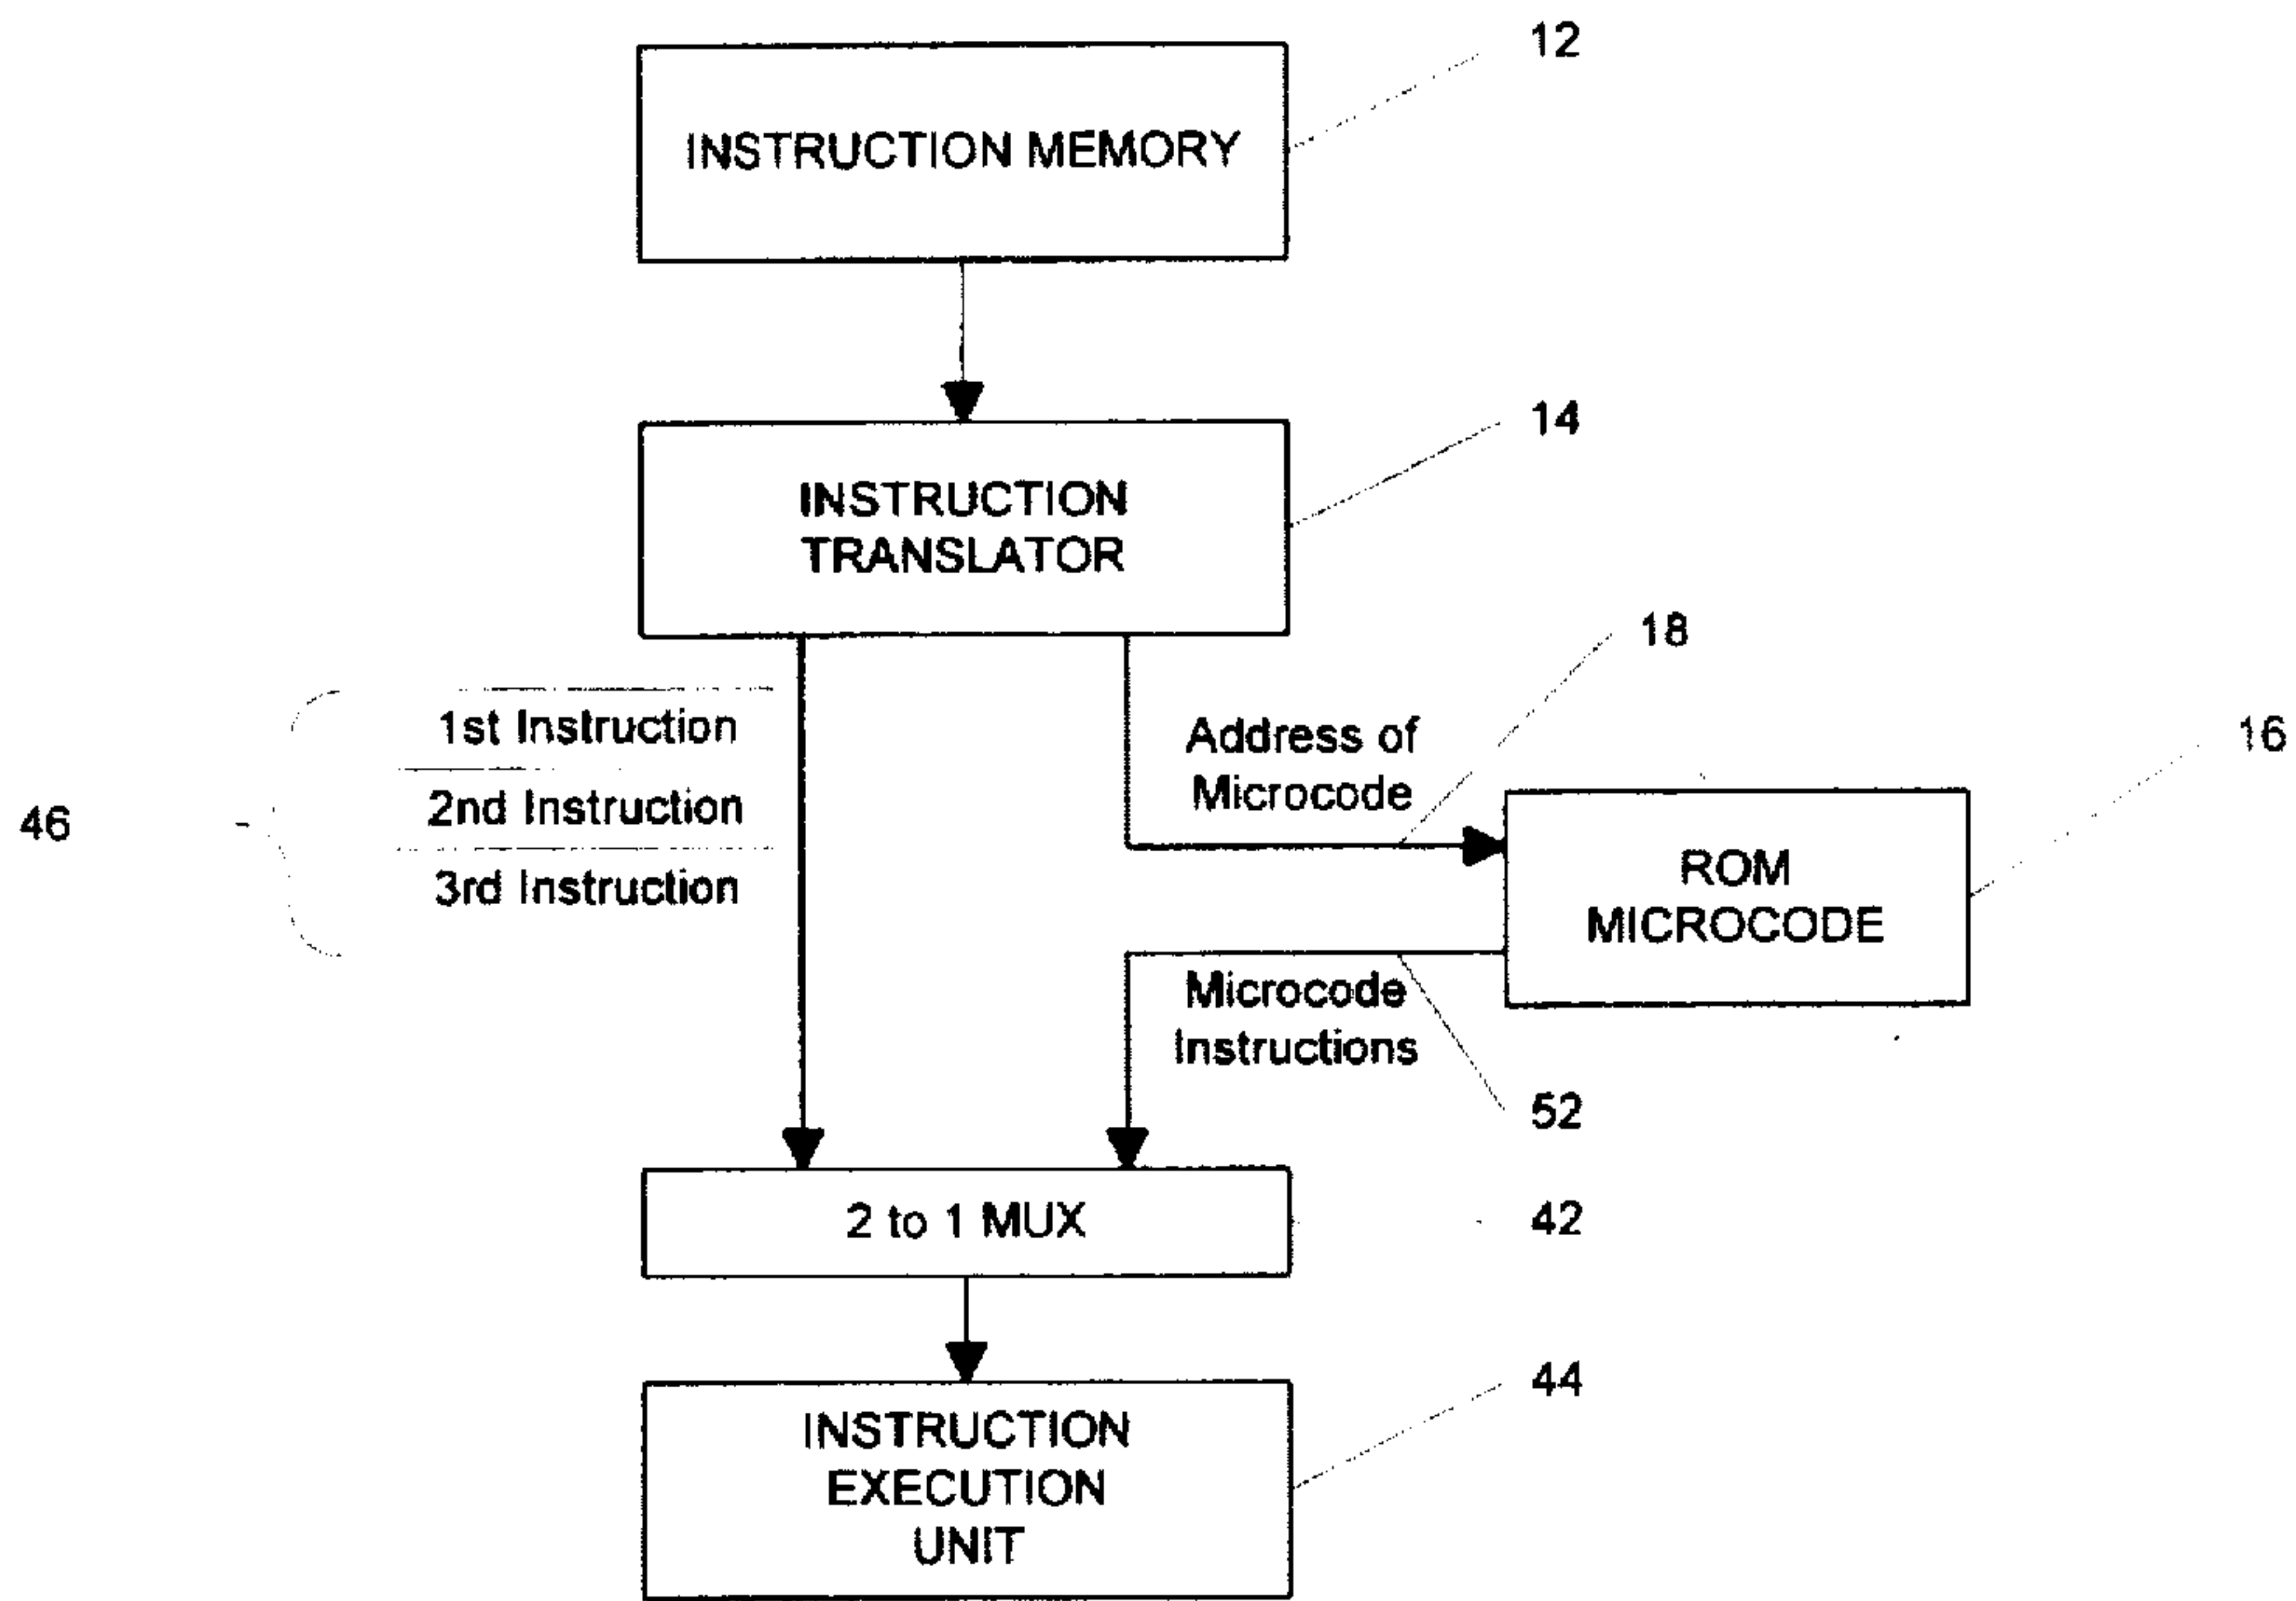 12
INSTRUCTION MEMORY
14
INSTRUCTION
TRANSLATOR
18
1st Instruction
Address of
Microcode
16
46
2nd Instruction
3rd Instruction
ROM
MICROCODE
Microcode
Instructions
52
2 to 1 MUX
42
44
INSTRUCTION
EXECUTION
UNIT